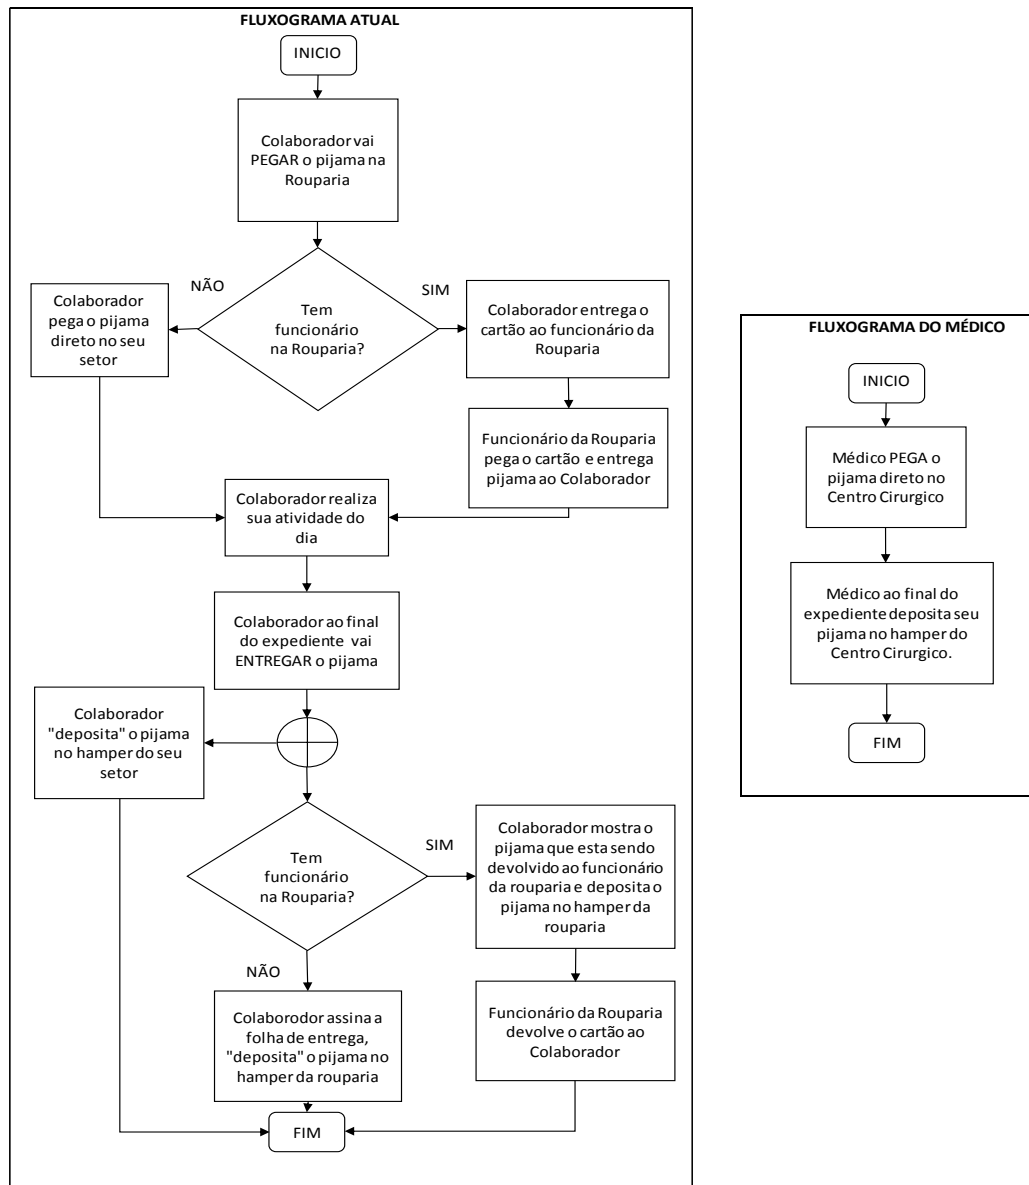 FLUXOGRAMA ATUAL
INICIO
Colaborador vai
PEGAR o pijama na
Rouparia
NÃO
SIM
Tem
funcionário
na Rouparia?
Colaborador
pega o pijama
direto no seu
setor
Colaborador entrega o
cartão ao funcionário da
Rouparia
Funcionário da Rouparia
pega o cartão e entrega
pijama ao Colaborador
Colaborador realiza
sua atividade do
dia
Colaborador ao final
do expediente vai
ENTREGAR o pijama
Colaborador
"deposita" o pijama
no hamper do seu
setor
Tem
funcionário
na Rouparia?
SIM
Colaborador mostra o
pijama que esta sendo
devolvido ao funcionário
da rouparia e deposita o
pijama no hamper da
rouparia
NÃO
Colaborodor assina a
folha de entrega,
"deposita" o pijama no
hamper da rouparia
Funcionário da Rouparia
devolve o cartão ao
Colaborador
FIM
FLUXOGRAMA DO MÉDICO
INICIO
Médico PEGA o
pijama direto no
Centro Cirurgico
Médico ao final do
expediente deposita seu
pijama no hamper do
Centro Cirurgico.
FIM